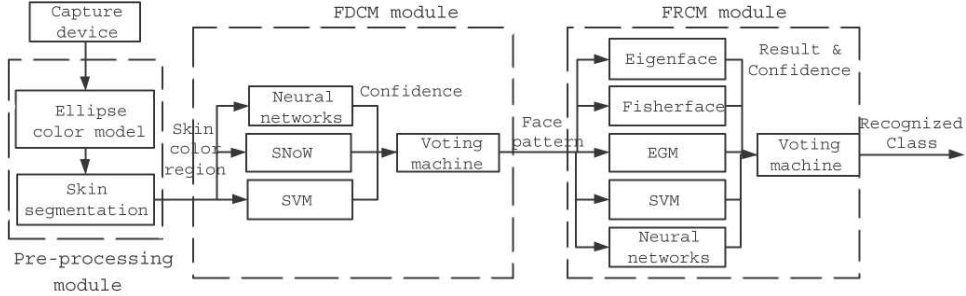 Capture
device
Ellipse
color model
Skin
segmentation
Pre-processing
module
Skin
color
region
FDCM module
Neural
networks
SNoW
SVM
Confidence
Voting
machine
Face
pattern
FRCM module
Eigenface
Fisherface
EGM
SVM
Neural
networks
Result &
Confidence
Voting
machine
Recognized
Class